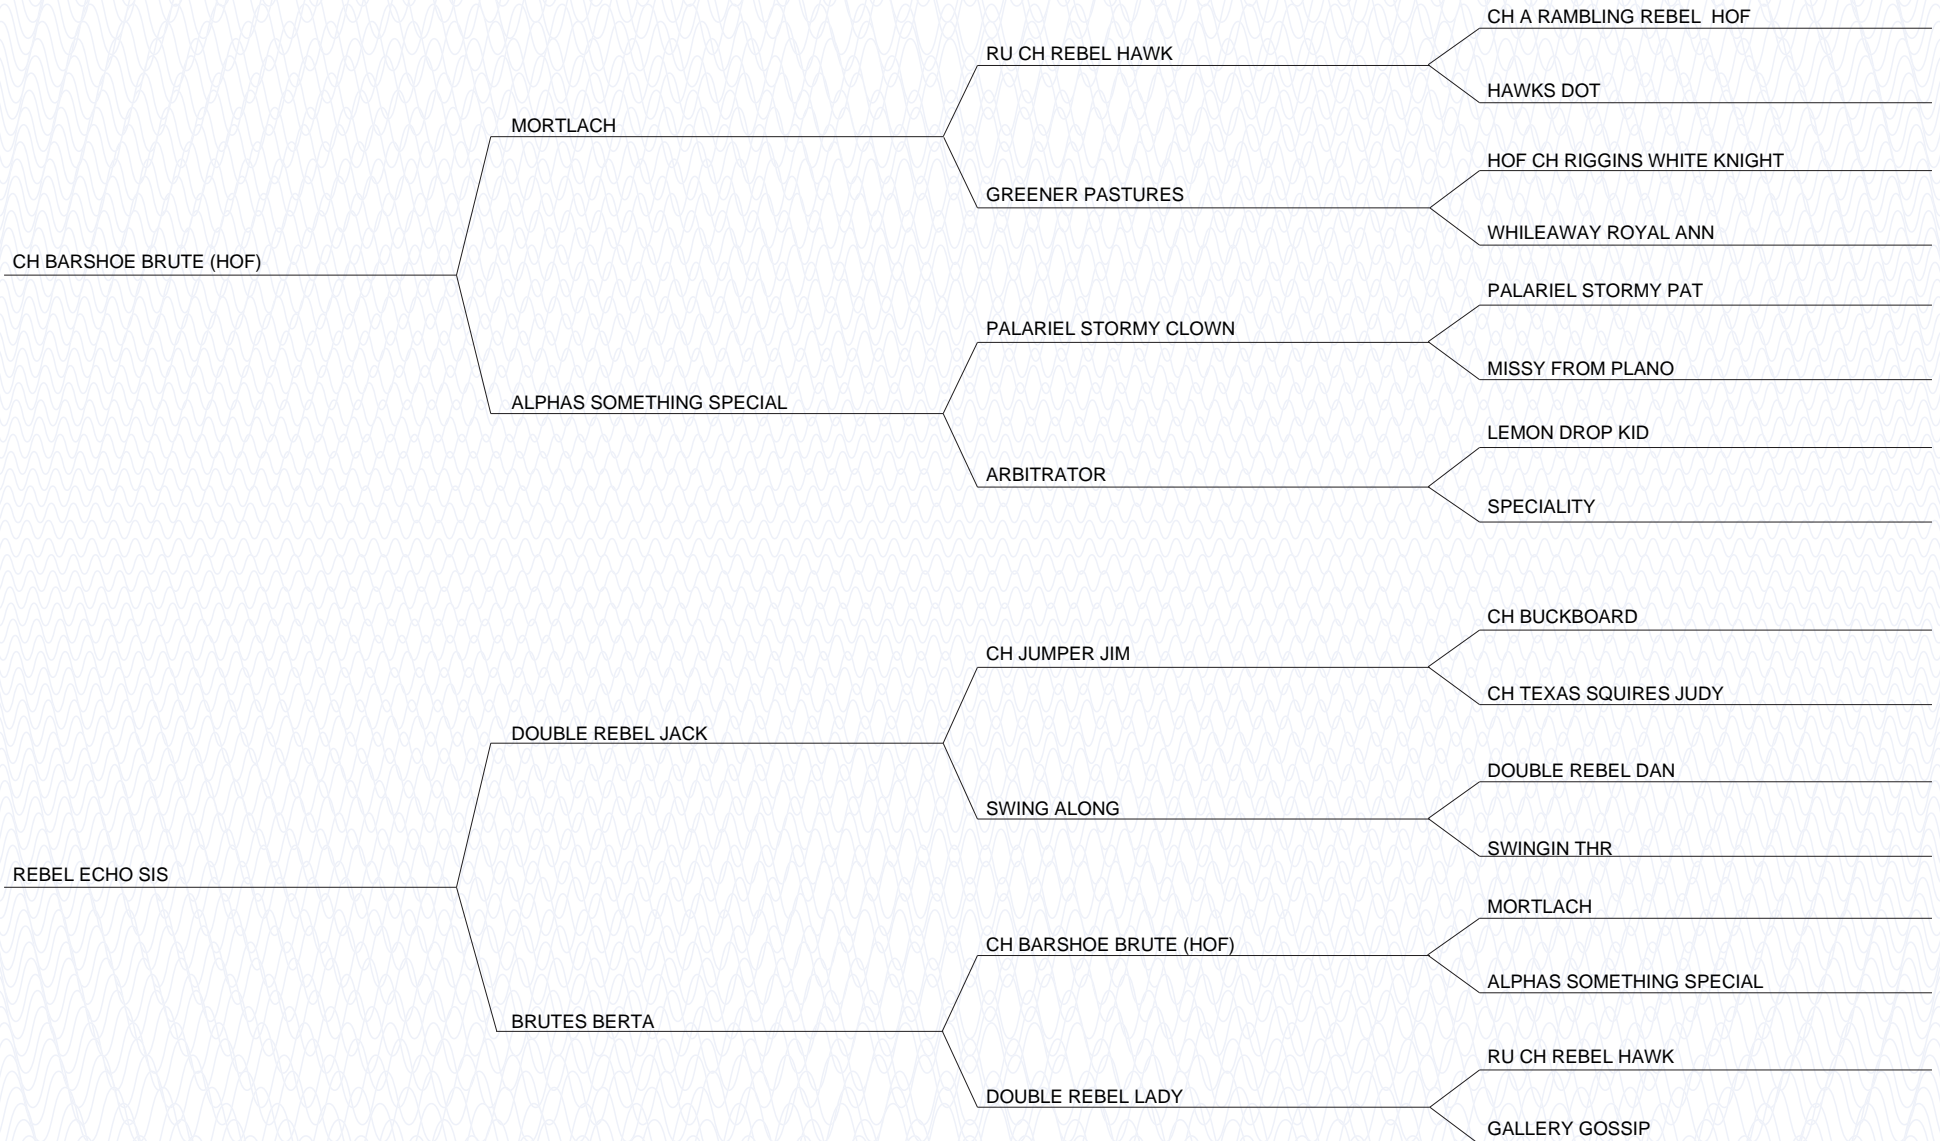 CH A RAMBLING REBEL  HOF
RU CH REBEL HAWK
HAWKS DOT
MORTLACH
HOF CH RIGGINS WHITE KNIGHT
GREENER PASTURES
WHILEAWAY ROYAL ANN
CH BARSHOE BRUTE (HOF)
PALARIEL STORMY PAT
PALARIEL STORMY CLOWN
MISSY FROM PLANO
ALPHAS SOMETHING SPECIAL
LEMON DROP KID
ARBITRATOR
SPECIALITY
CH BUCKBOARD
CH JUMPER JIM
CH TEXAS SQUIRES JUDY
DOUBLE REBEL JACK
DOUBLE REBEL DAN
SWING ALONG
SWINGIN THR
REBEL ECHO SIS
MORTLACH
CH BARSHOE BRUTE (HOF)
ALPHAS SOMETHING SPECIAL
BRUTES BERTA
RU CH REBEL HAWK
DOUBLE REBEL LADY
GALLERY GOSSIP